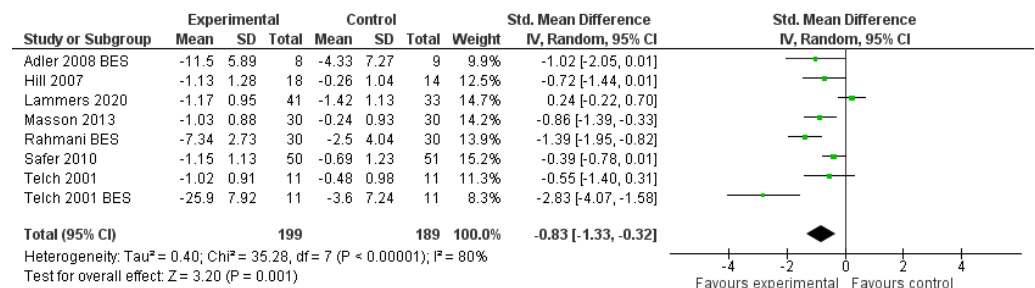 Experimental Control Std. Mean Difference Std. Mean Difference
Study or Subgroup Mean SD Total Mean SD Total Weight IV, Random, 95% CI IV, Random, 95% CI
Adler 2008 BES -11.5 5.89 8 -4.33 7.27 9 9.9% -1.02 [-2.05, 0.01]
Hill 2007 -1.13 1.28 18 -0.26 1.04 14 12.5% -0.72 [-1.44, 0.01]
Lammers 2020 -1.17 0.95 41 -1.42 1.13 33 14.7% 0.24 [-0.22, 0.70]
Masson 2013 -1.03 0.88 30 -0.24 0.93 30 14.2% -0.86 [-1.39, -0.33]
Rahmani BES -7.34 2.73 30 -2.5 4.04 30 13.9% -1.39 [-1.95, -0.82]
Safer 2010 -1.15 1.13 50 -0.69 1.23 51 15.2% -0.39 [-0.78, 0.01]
Telch 2001 -1.02 0.91 11 -0.48 0.98 11 11.3% -0.55 [-1.40, 0.31]
Telch 2001 BES -25.9 7.92 11 -3.6 7.24 11 8.3% -2.83 [-4.07, -1.58]
Total (95% CI) 199 189 100.0% -0.83 [-1.33, -0.32]
Heterogeneity: Tau² = 0.40; Chi² = 35.28, df = 7 (P < 0.00001); I² = 80%
Test for overall effect: Z = 3.20 (P = 0.001)
-4 -2 0 2 4
Favours experimental Favours control